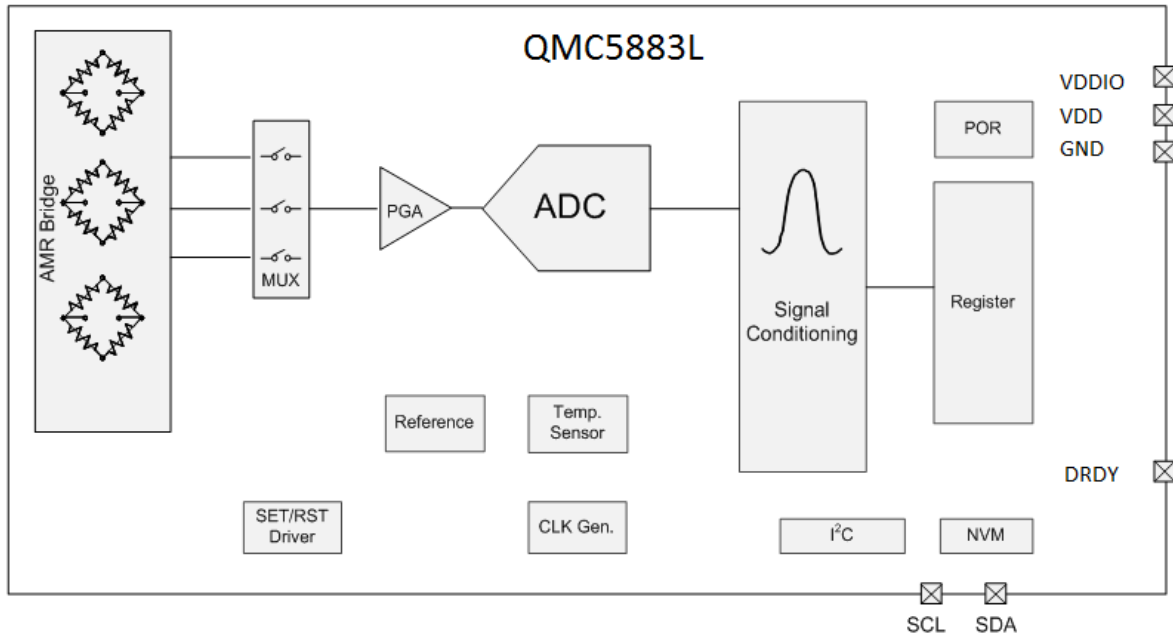 QMC5883L
AMR Bridge
MUX
PGA
ADC
Signal
Conditioning
POR
Register
VDDIO
VDD
GND
Reference
Temp.
Sensor
DRDY
SET/RST
Driver
CLK Gen.
I²C
NVM
SCL
SDA